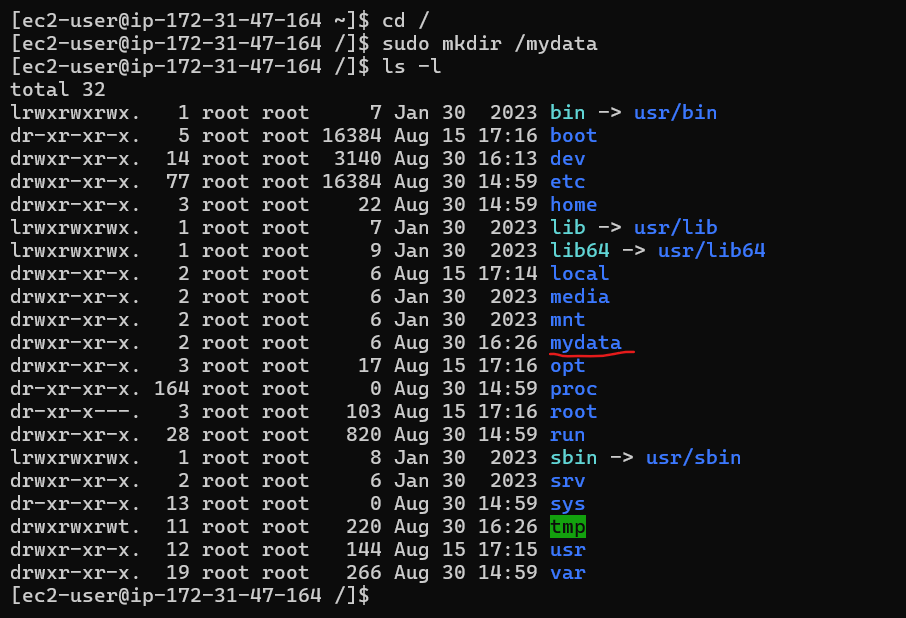 [ec2-user@ip-172-31-47-164 ~]$ cd /
[ec2-user@ip-172-31-47-164 /]$ sudo mkdir /mydata
[ec2-user@ip-172-31-47-164 /]$ ls -l
total 32
lrwxrwxrwx.   1 root root     7 Jan 30  2023 bin -> usr/bin
dr-xr-xr-x.   5 root root 16384 Aug 15 17:16 boot
drwxr-xr-x.  14 root root  3140 Aug 30 16:13 dev
drwxr-xr-x.  77 root root 16384 Aug 30 14:59 etc
drwxr-xr-x.   3 root root    22 Aug 30 14:59 home
lrwxrwxrwx.   1 root root     7 Jan 30  2023 lib -> usr/lib
lrwxrwxrwx.   1 root root     9 Jan 30  2023 lib64 -> usr/lib64
drwxr-xr-x.   2 root root     6 Aug 15 17:14 local
drwxr-xr-x.   2 root root     6 Jan 30  2023 media
drwxr-xr-x.   2 root root     6 Jan 30  2023 mnt
drwxr-xr-x.   2 root root     6 Aug 30 16:26 mydata
drwxr-xr-x.   3 root root    17 Aug 15 17:16 opt
dr-xr-xr-x. 164 root root     0 Aug 30 14:59 proc
dr-xr-x---.   3 root root   103 Aug 15 17:16 root
drwxr-xr-x.  28 root root   820 Aug 30 14:59 run
lrwxrwxrwx.   1 root root     8 Jan 30  2023 sbin -> usr/sbin
drwxr-xr-x.   2 root root     6 Jan 30  2023 srv
dr-xr-xr-x.  13 root root     0 Aug 30 14:59 sys
drwxrwxrwt.  11 root root   220 Aug 30 16:26 tmp
drwxr-xr-x.  12 root root   144 Aug 15 17:15 usr
drwxr-xr-x.  19 root root   266 Aug 30 14:59 var
[ec2-user@ip-172-31-47-164 /]$